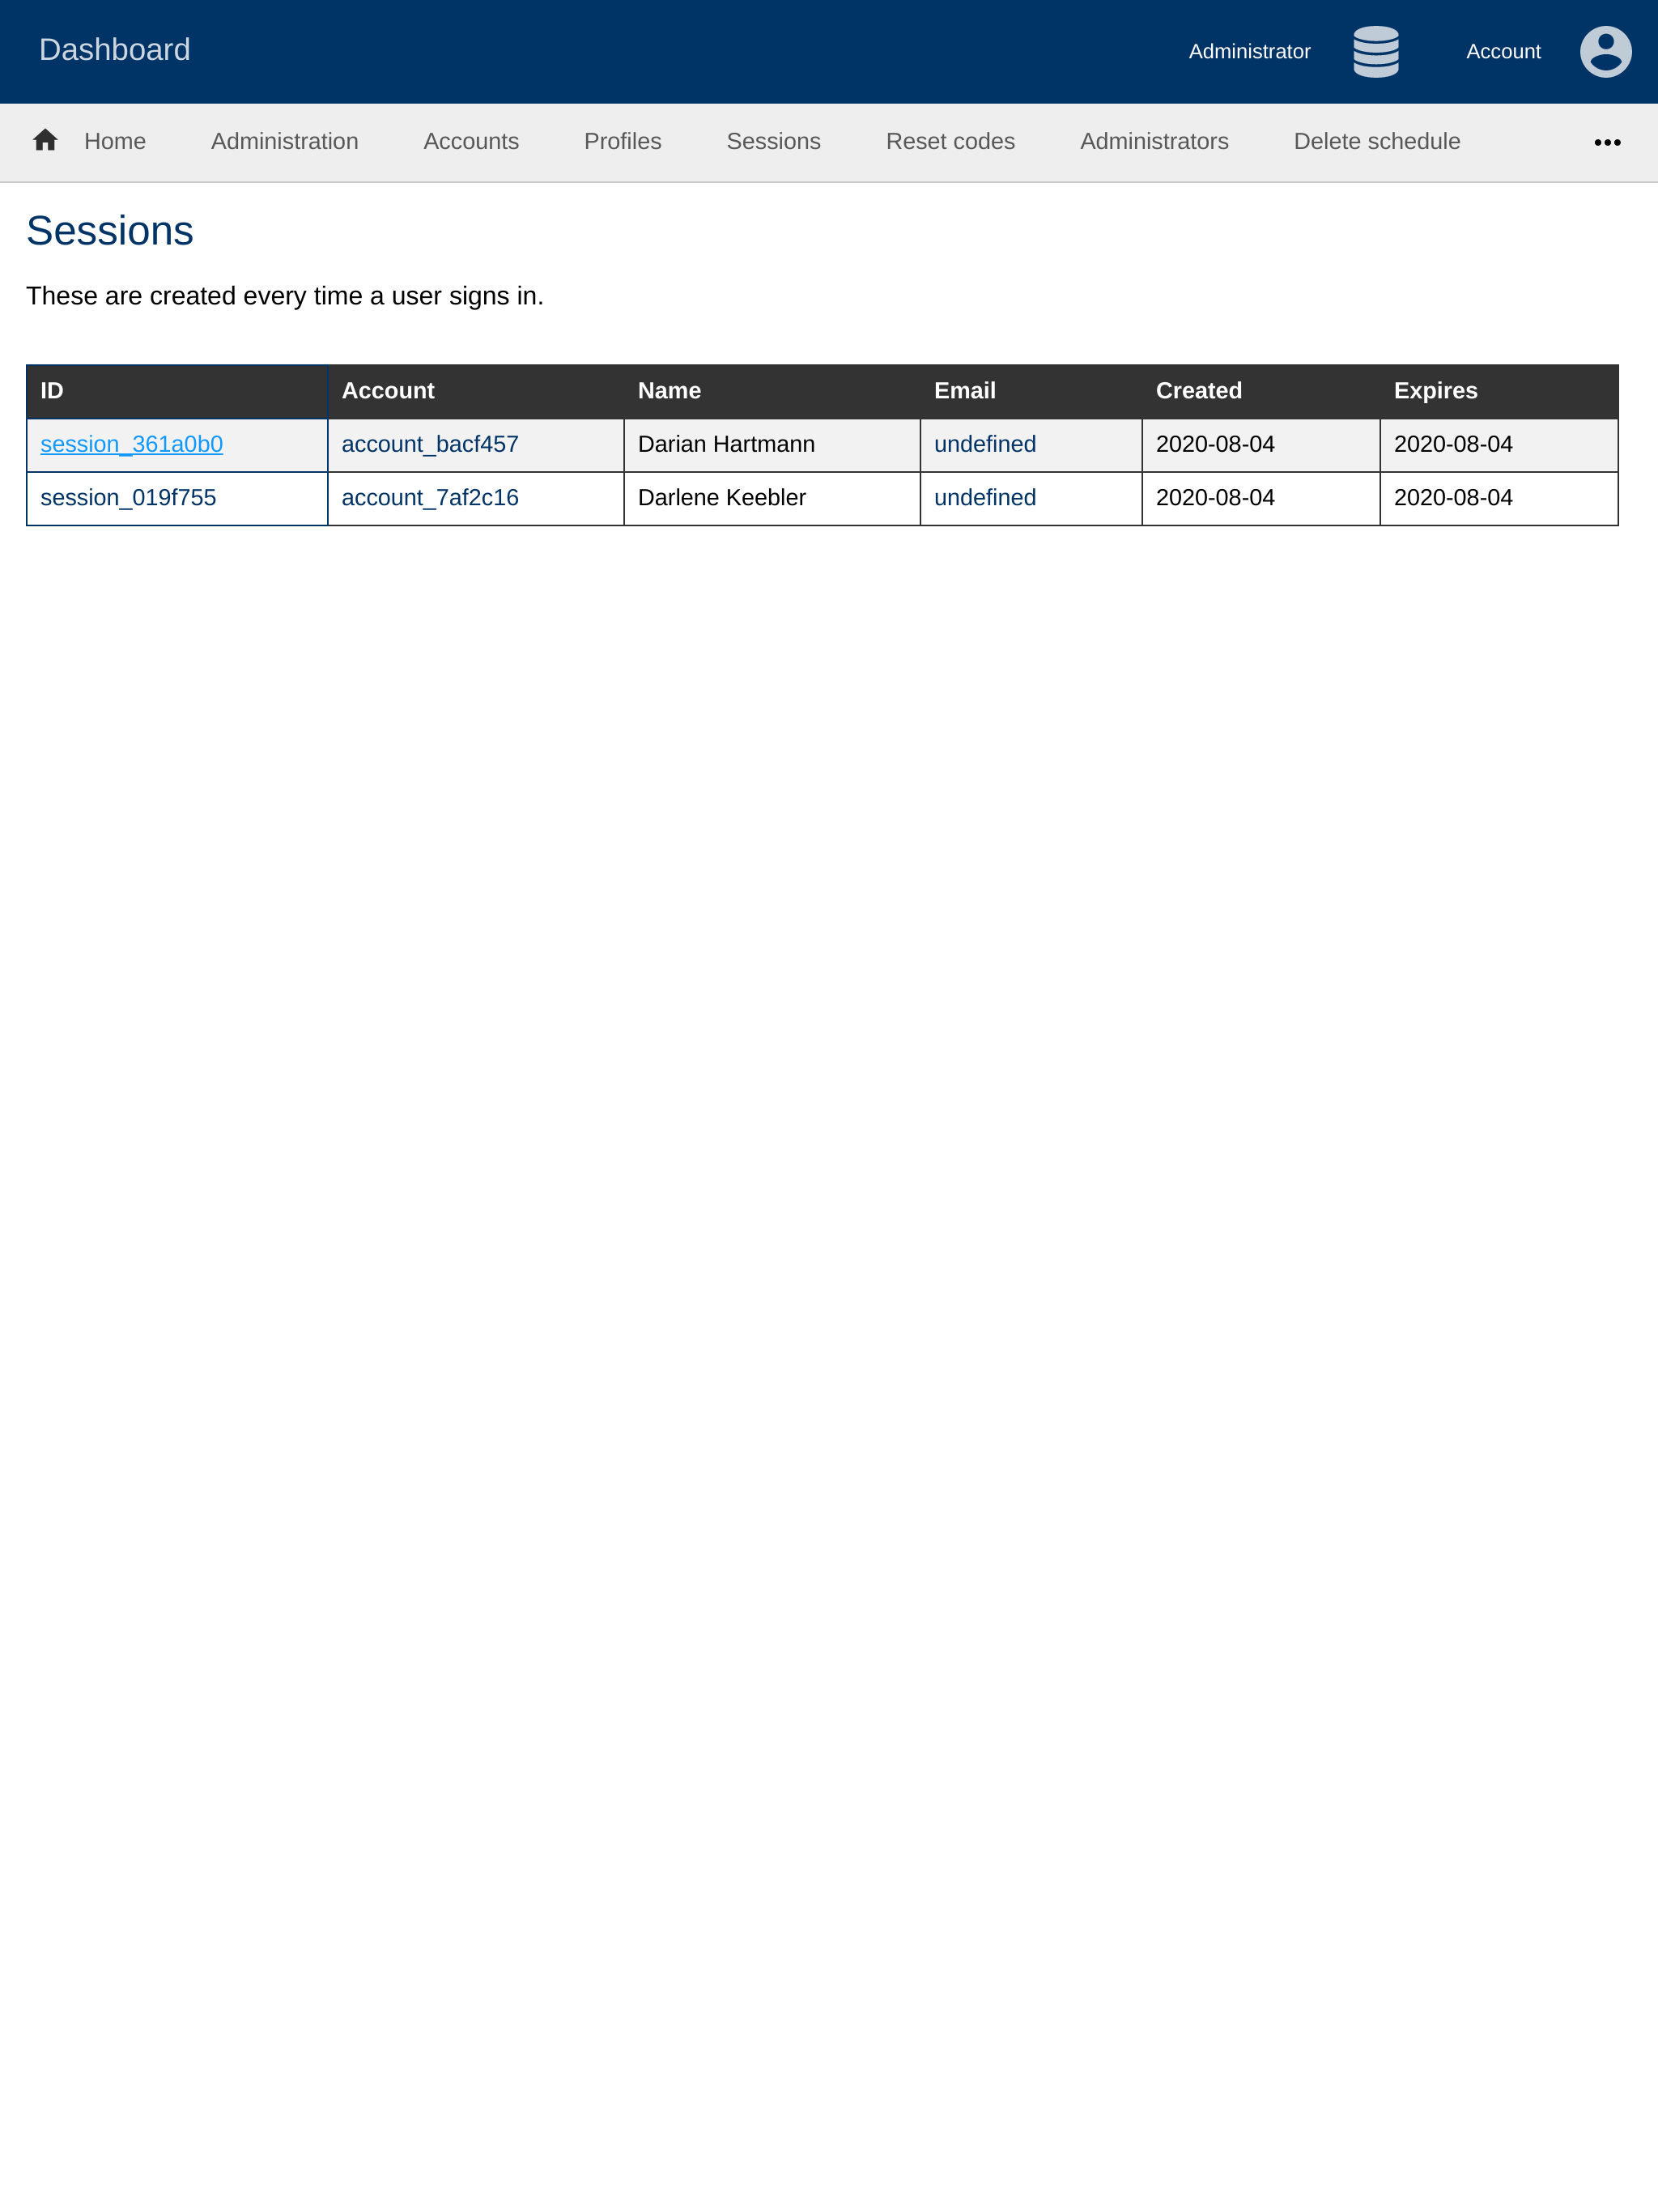 Dashboard Administrator Account
Home Administration Accounts Profiles Sessions Reset codes Administrators Delete schedule •••
Sessions
These are created every time a user signs in.
ID Account Name Email Created Expires
session_361a0b0 account_bacf457 Darian Hartmann undefined 2020-08-04 2020-08-04
session_019f755 account_7af2c16 Darlene Keebler undefined 2020-08-04 2020-08-04